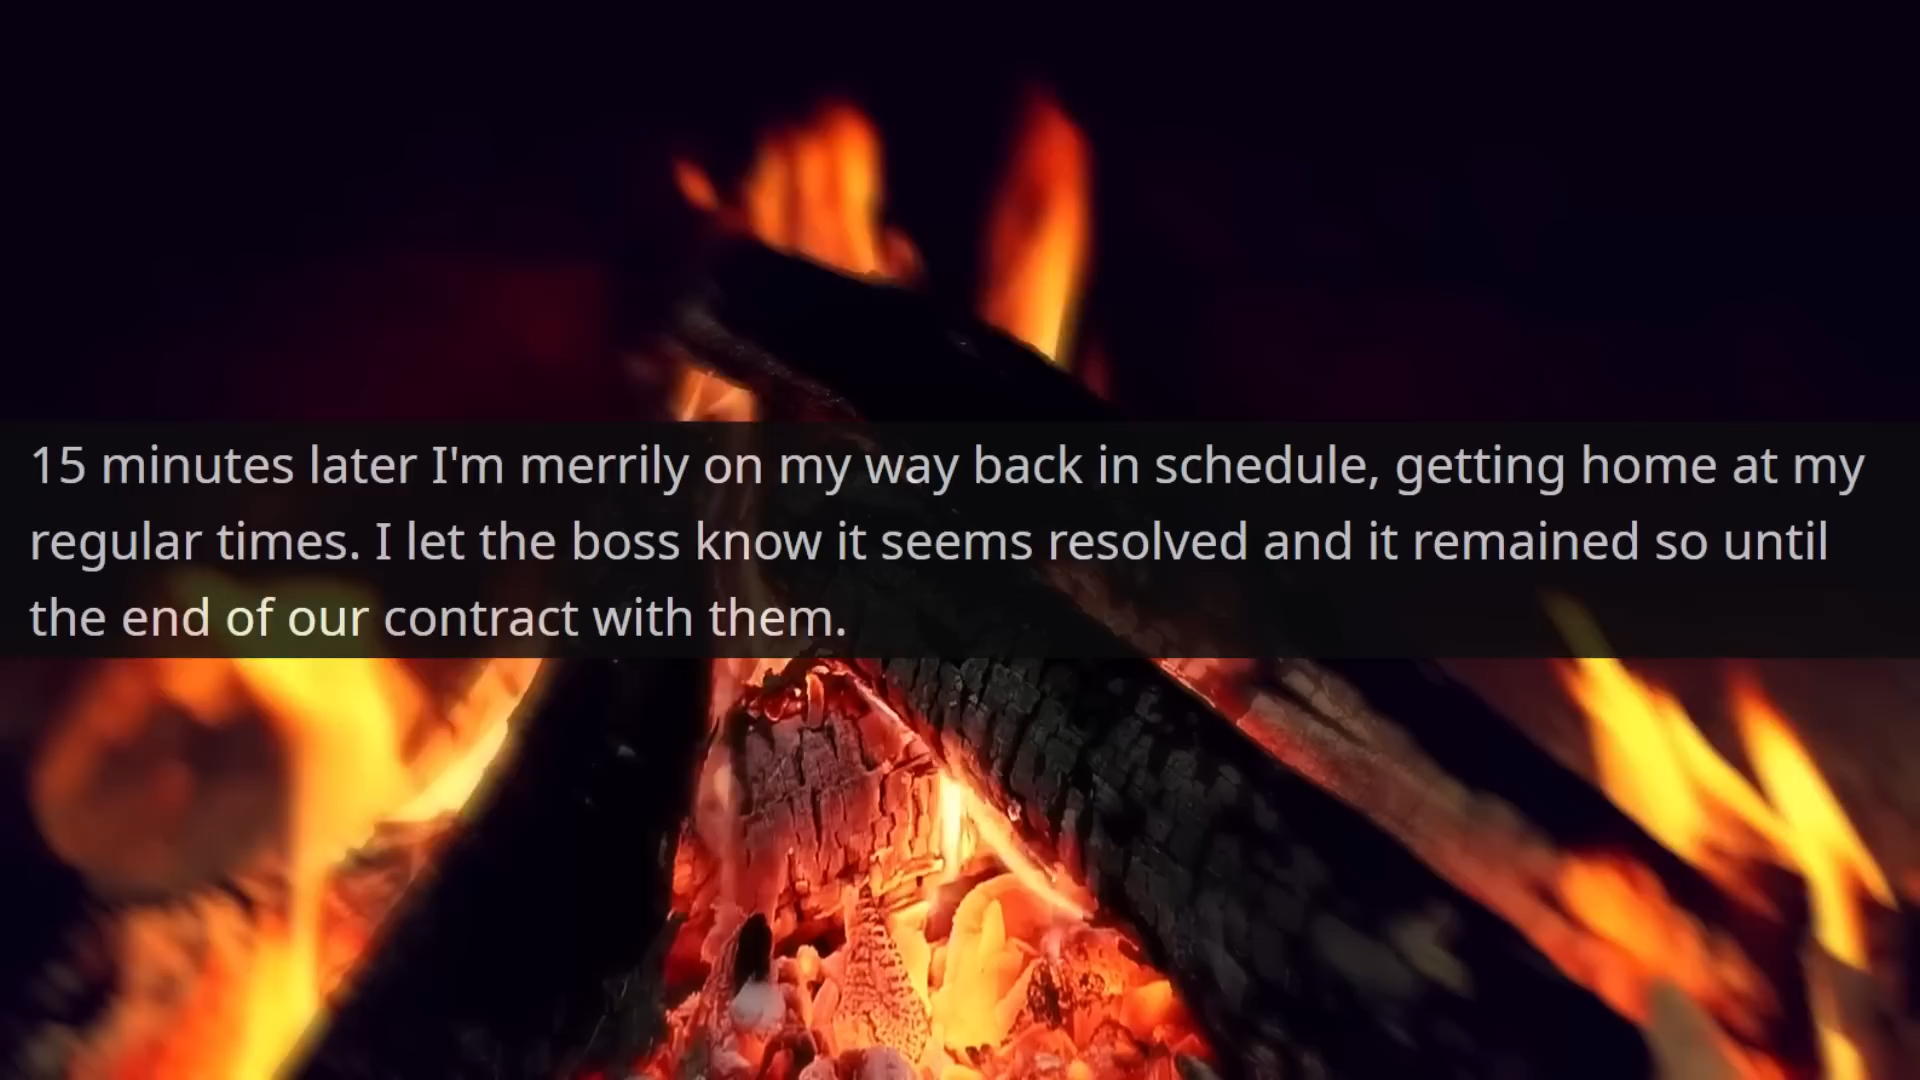 15 minutes later I'm merrily on my way back in schedule, getting home at my
regular times. I let the boss know it seems resolved and it remained so until
the end of our contract with them.